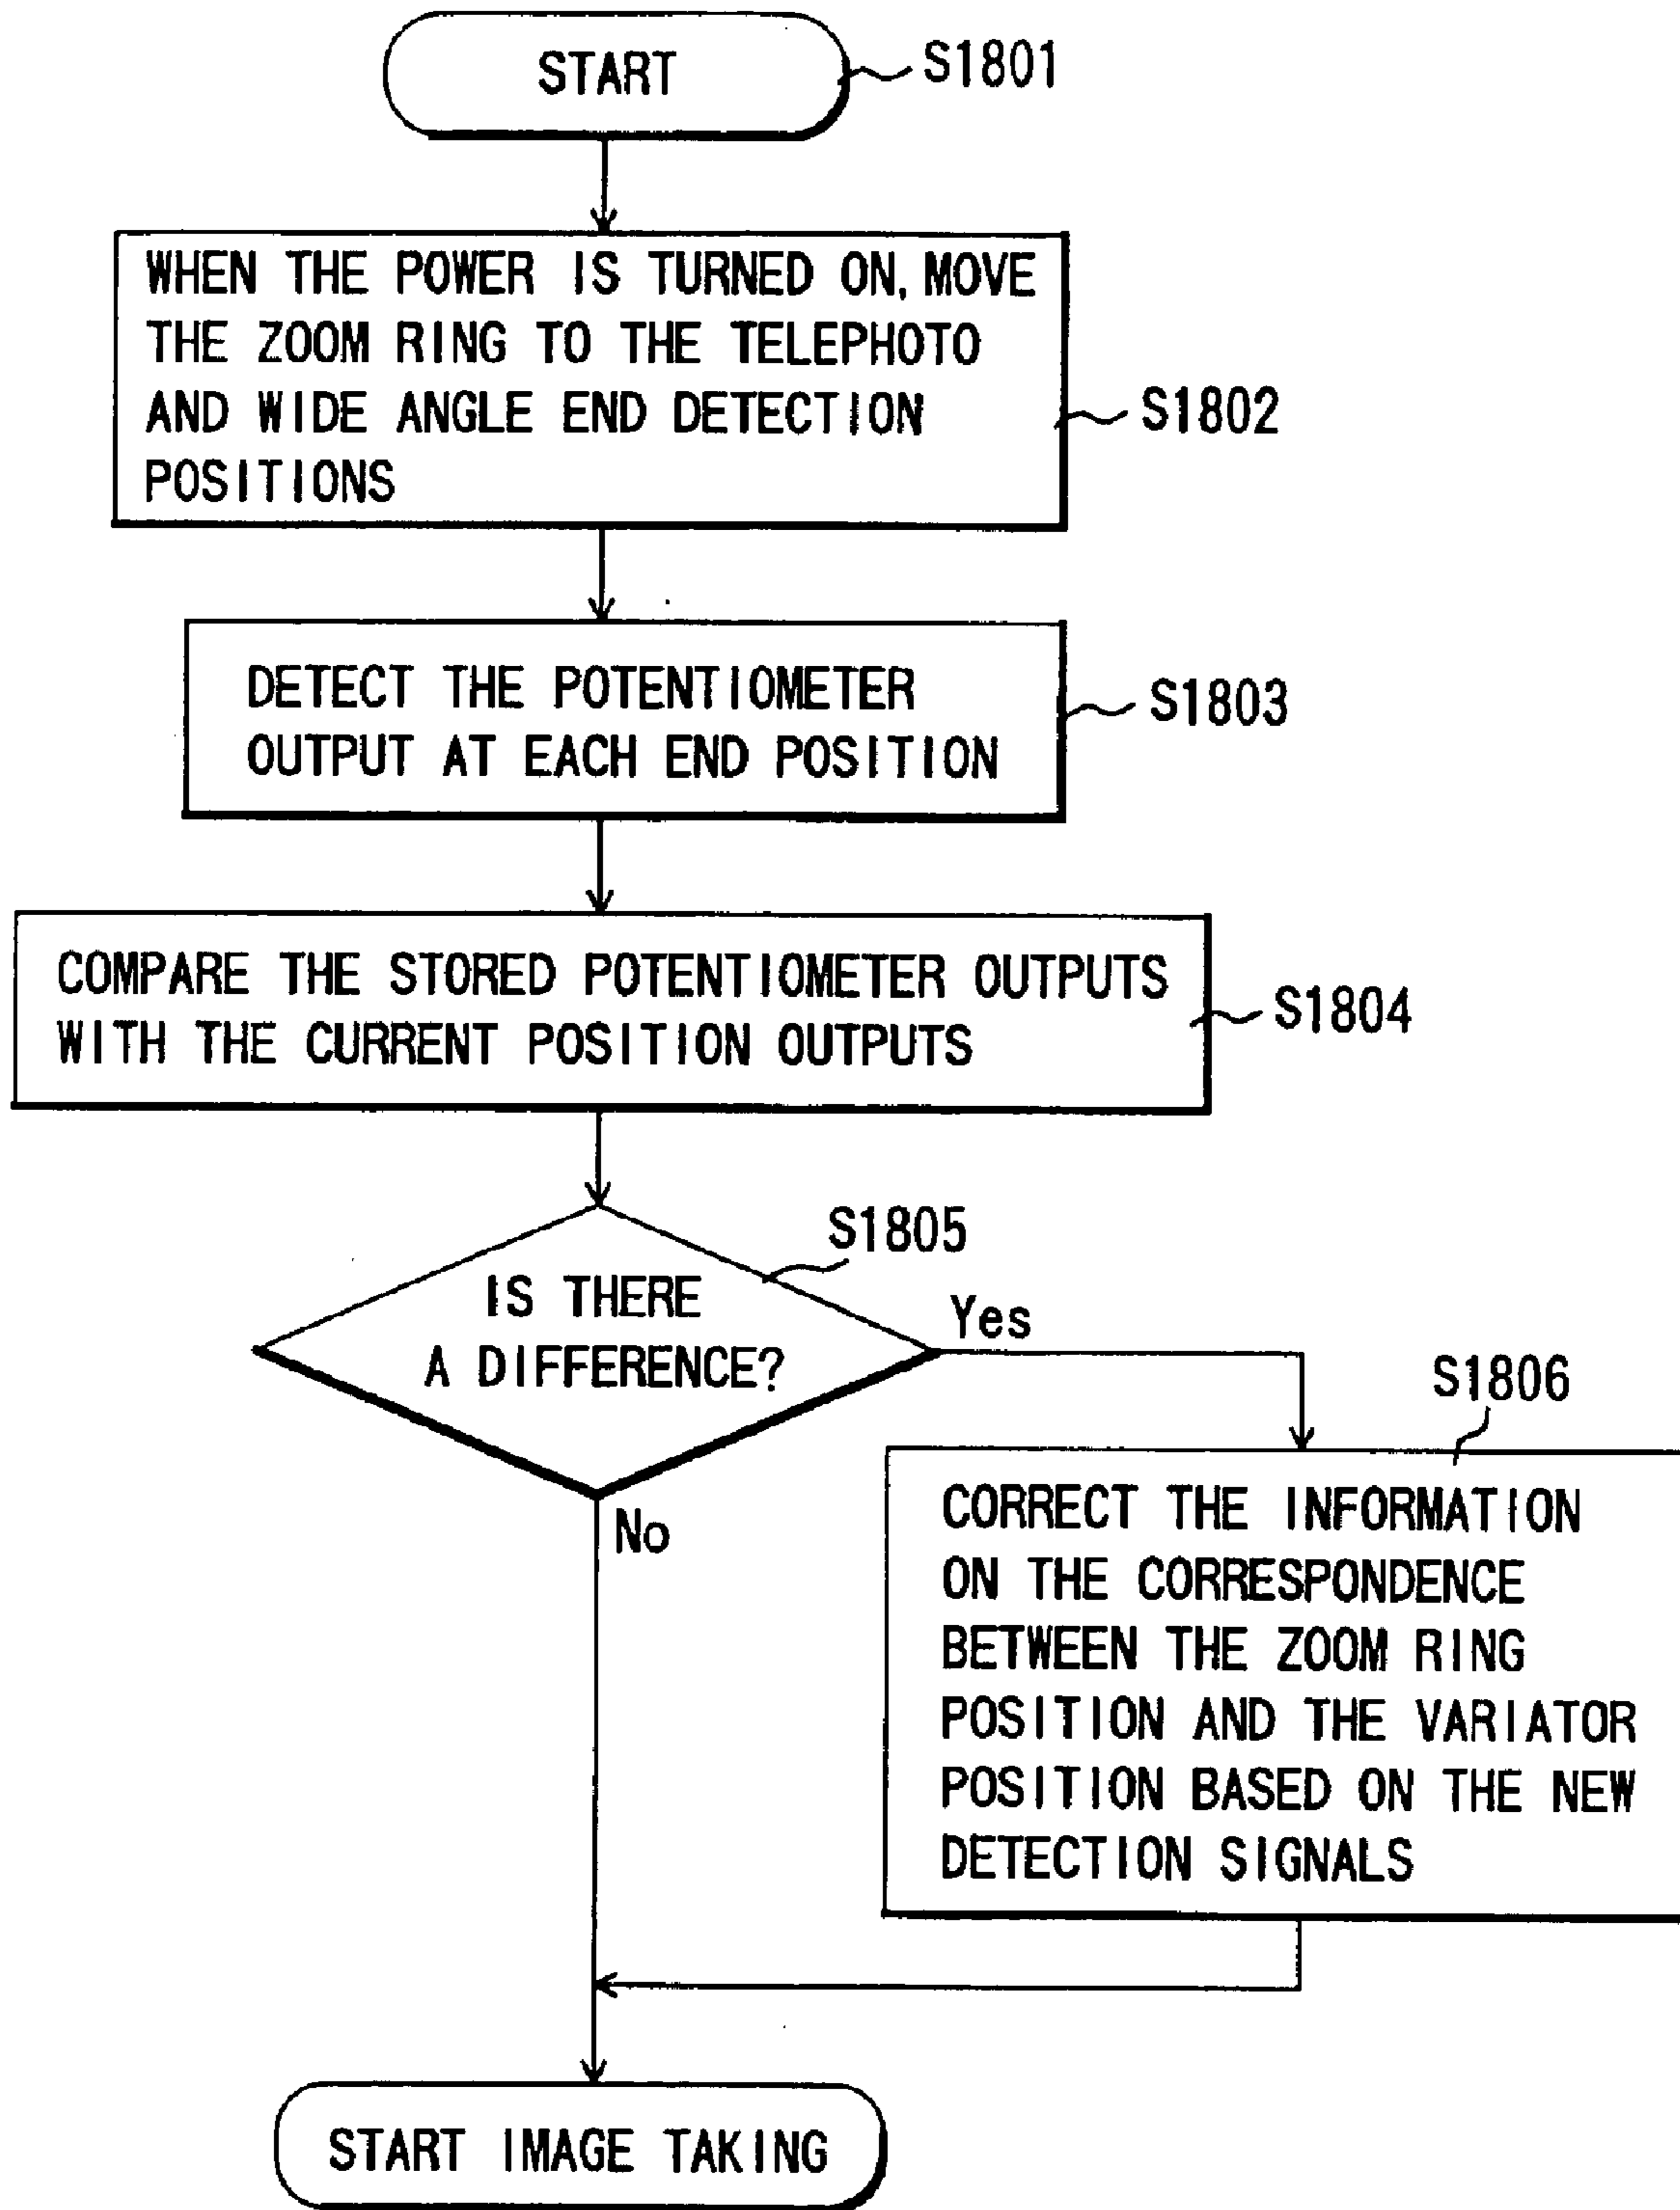 START
S1801
WHEN THE POWER IS TURNED ON, MOVE
THE ZOOM RING TO THE TELEPHOTO
AND WIDE ANGLE END DETECTION
POSITIONS
S1802
DETECT THE POTENTIOMETER
OUTPUT AT EACH END POSITION
S1803
COMPARE THE STORED POTENTIOMETER OUTPUTS
WITH THE CURRENT POSITION OUTPUTS
S1804
S1805
IS THERE
A DIFFERENCE?
Yes
No
S1806
CORRECT THE INFORMATION
ON THE CORRESPONDENCE
BETWEEN THE ZOOM RING
POSITION AND THE VARIATOR
POSITION BASED ON THE NEW
DETECTION SIGNALS
START IMAGE TAKING